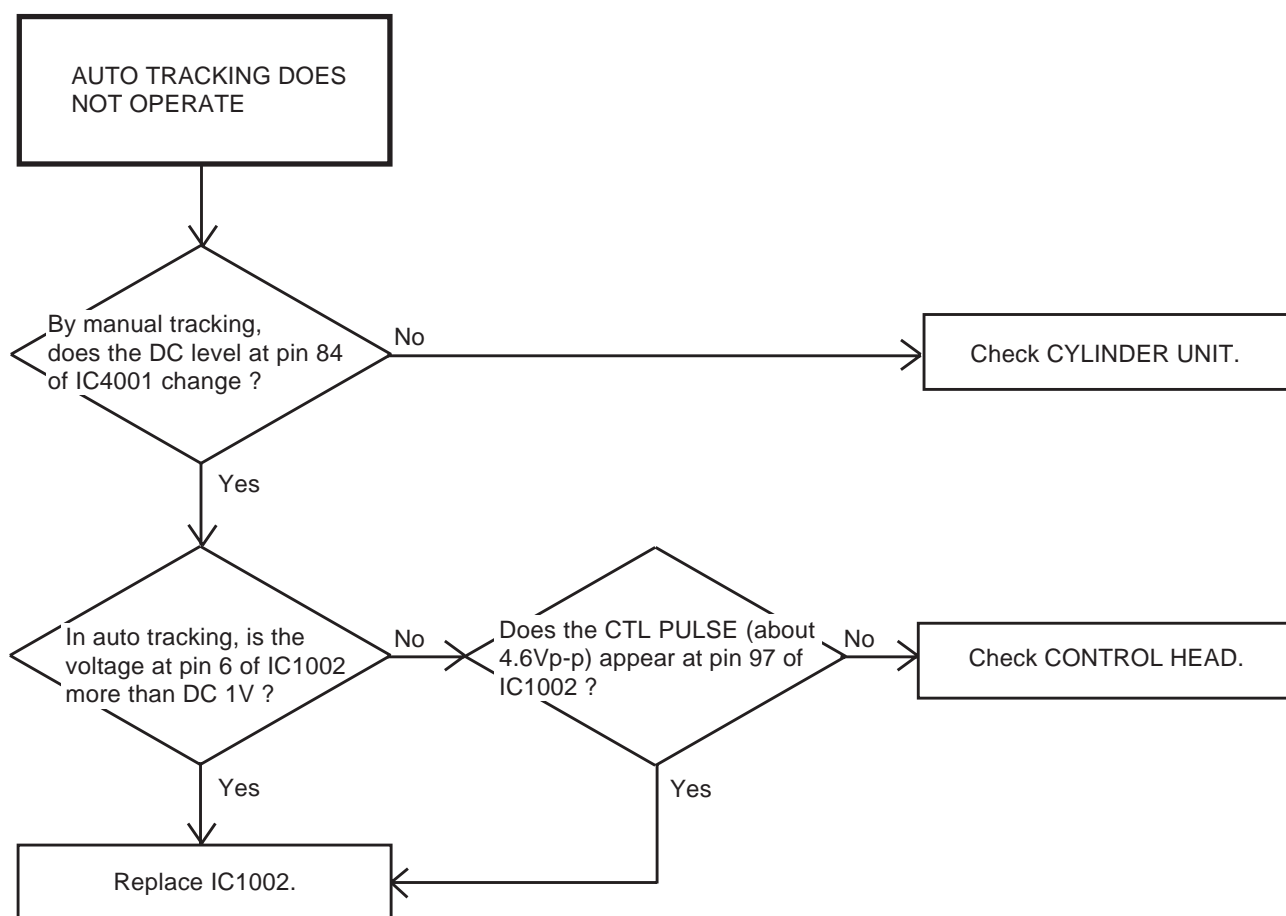 AUTO TRACKING DOES
NOT OPERATE
By manual tracking,
does the DC level at pin 84
of IC4001 change ?
No
Check CYLINDER UNIT.
Yes
In auto tracking, is the
voltage at pin 6 of IC1002
more than DC 1V ?
No
Does the CTL PULSE (about
4.6Vp-p) appear at pin 97 of
IC1002 ?
No
Check CONTROL HEAD.
Yes
Yes
Replace IC1002.